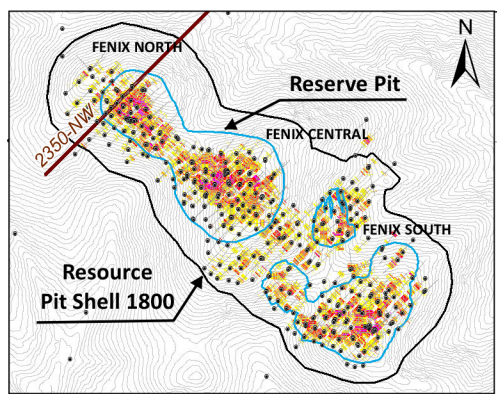 FENIX NORTH
N
Reserve Pit
FENIX CENTRAL
2350-NW
FENIX SOUTH
Resource
Pit Shell 1800